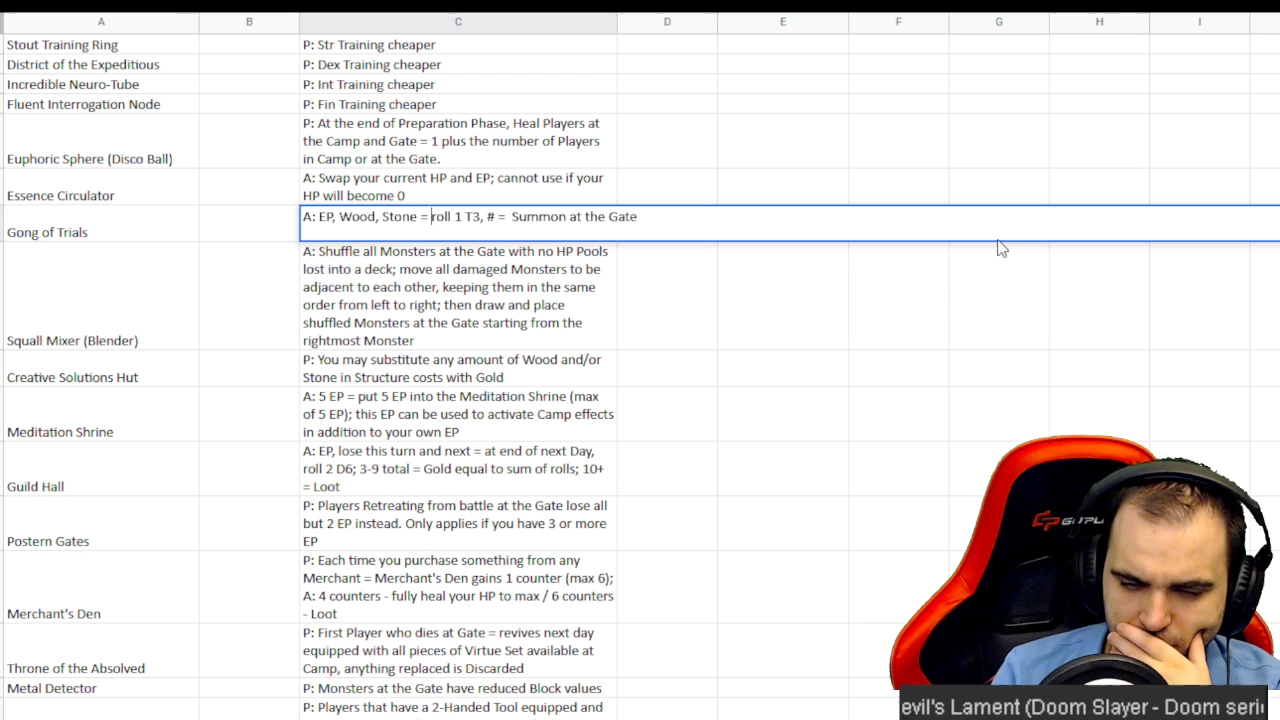 A B C D E F G H I
Stout Training Ring
P: Str Training cheaper
District of the Expeditious
P: Dex Training cheaper
Incredible Neuro-Tube
P: Int Training cheaper
Fluent Interrogation Node
P: Fin Training cheaper
Euphoric Sphere (Disco Ball)
P: At the end of Preparation Phase, Heal Players at
the Camp and Gate = 1 plus the number of Players
in Camp or at the Gate.
Essence Circulator
A: Swap your current HP and EP; cannot use if your
HP will become 0
Gong of Trials
A: EP, Wood, Stone = roll 1 T3, # =  Summon at the Gate
Squall Mixer (Blender)
A: Shuffle all Monsters at the Gate with no HP Pools
lost into a deck; move all damaged Monsters to be
adjacent to each other, keeping them in the same
order from left to right; then draw and place
shuffled Monsters at the Gate starting from the
rightmost Monster
Creative Solutions Hut
P: You may substitute any amount of Wood and/or
Stone in Structure costs with Gold
Meditation Shrine
A: 5 EP = put 5 EP into the Meditation Shrine (max
of 5 EP); this EP can be used to activate Camp effects
in addition to your own EP
Guild Hall
A: EP, lose this turn and next = at end of next Day,
roll 2 D6; 3-9 total = Gold equal to sum of rolls; 10+
= Loot
Postern Gates
P: Players Retreating from battle at the Gate lose all
but 2 EP instead. Only applies if you have 3 or more
EP
Merchant's Den
P: Each time you purchase something from any
Merchant = Merchant's Den gains 1 counter (max 6);
A: 4 counters - fully heal your HP to max / 6 counters
- Loot
Throne of the Absolved
P: First Player who dies at Gate = revives next day
equipped with all pieces of Virtue Set available at
Camp, anything replaced is Discarded
Metal Detector
P: Monsters at the Gate have reduced Block values
P: Players that have a 2-Handed Tool equipped and
evil's Lament (Doom Slayer - Doom seri